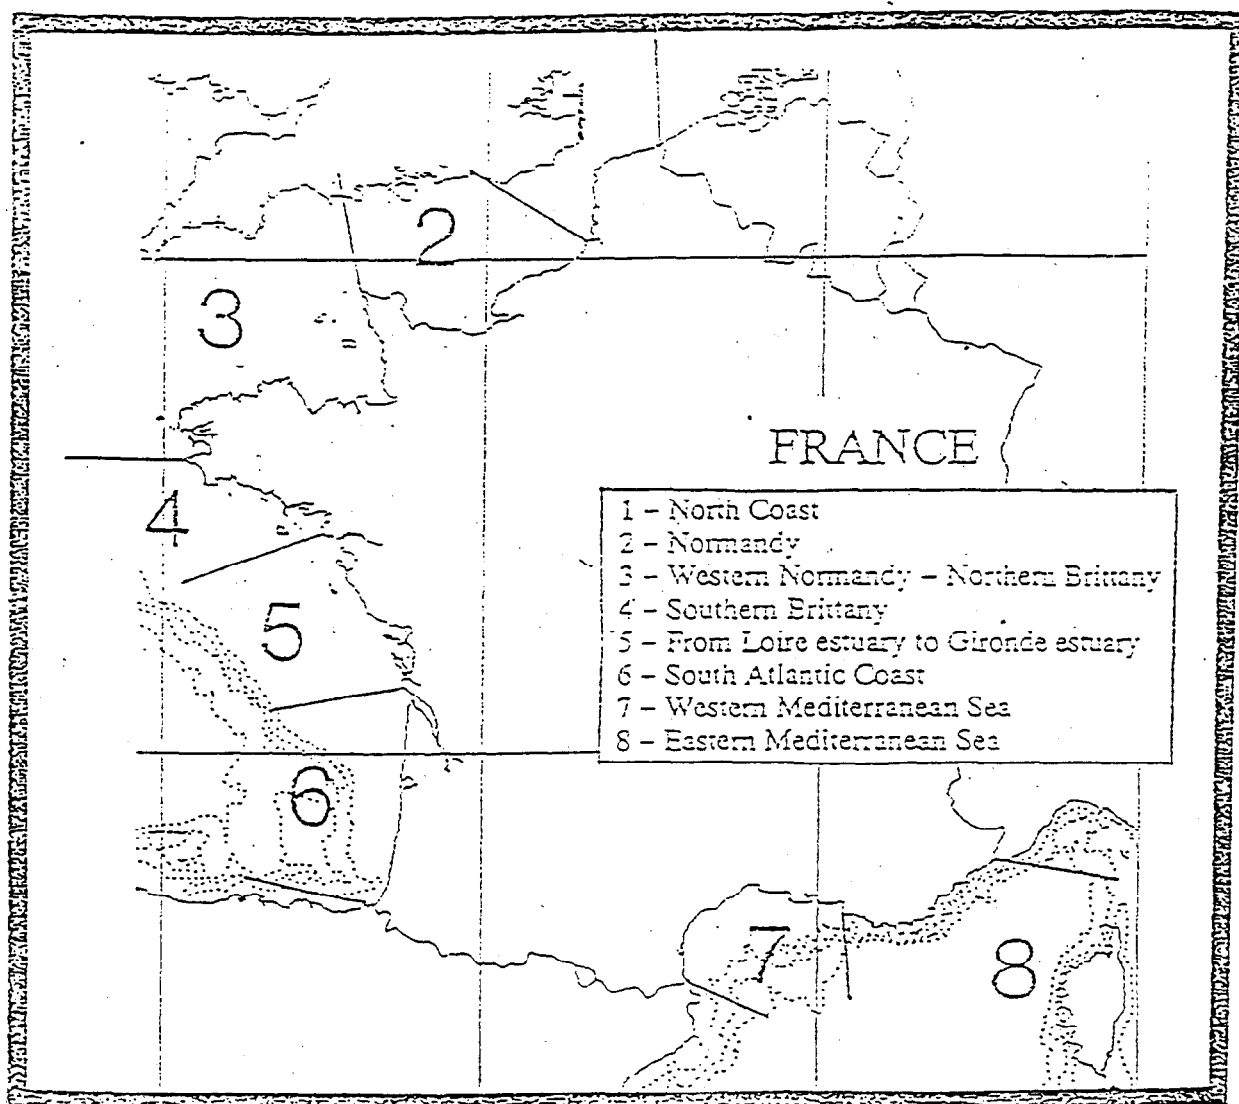 2
3
FRANCE
4
1 – North Coast
2 – Normandy
3 – Western Normandy – Northern Brittany
4 – Southern Brittany
5 – From Loire estuary to Gironde estuary
6 – South Atlantic Coast
7 – Western Mediterranean Sea
8 – Eastern Mediterranean Sea
5
6
7
8